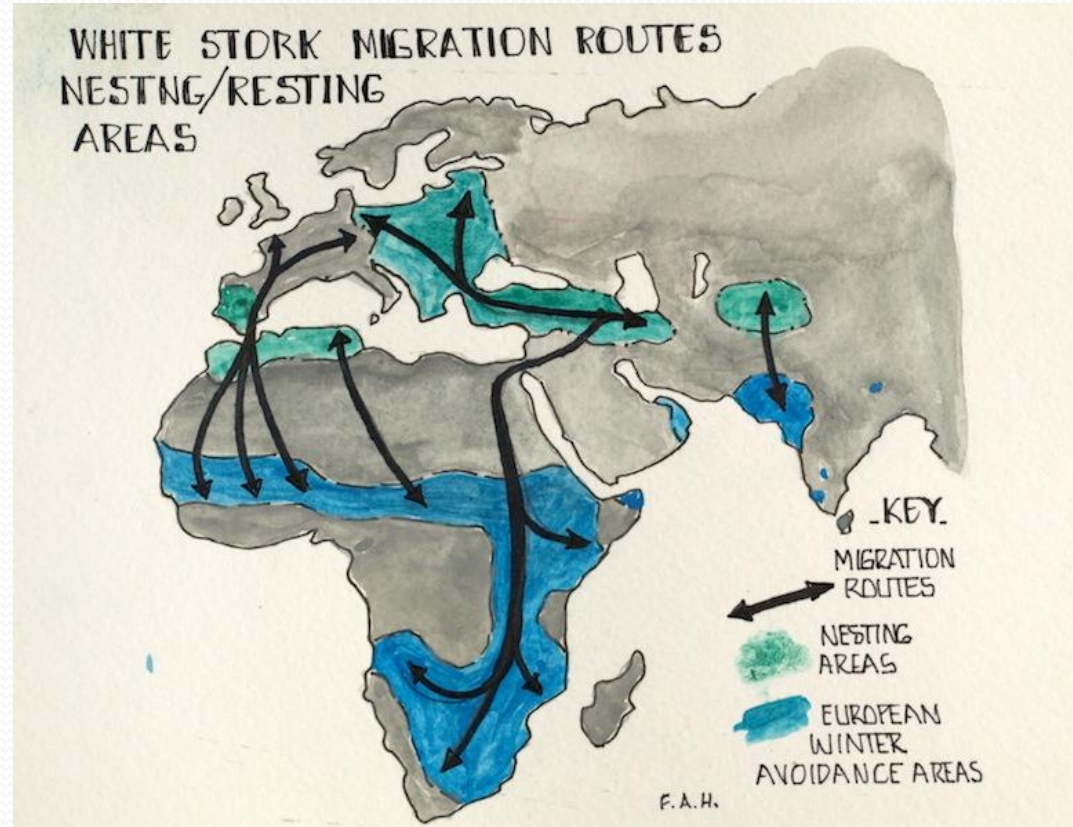 WHITE STORK MIGRATION ROUTES
NESTNG/RESTING
AREAS
-KEY-
MIGRATION
ROUTES
NESTING
AREAS
EUROPEAN
WINTER
AVOIDANCE AREAS
F.A.H.